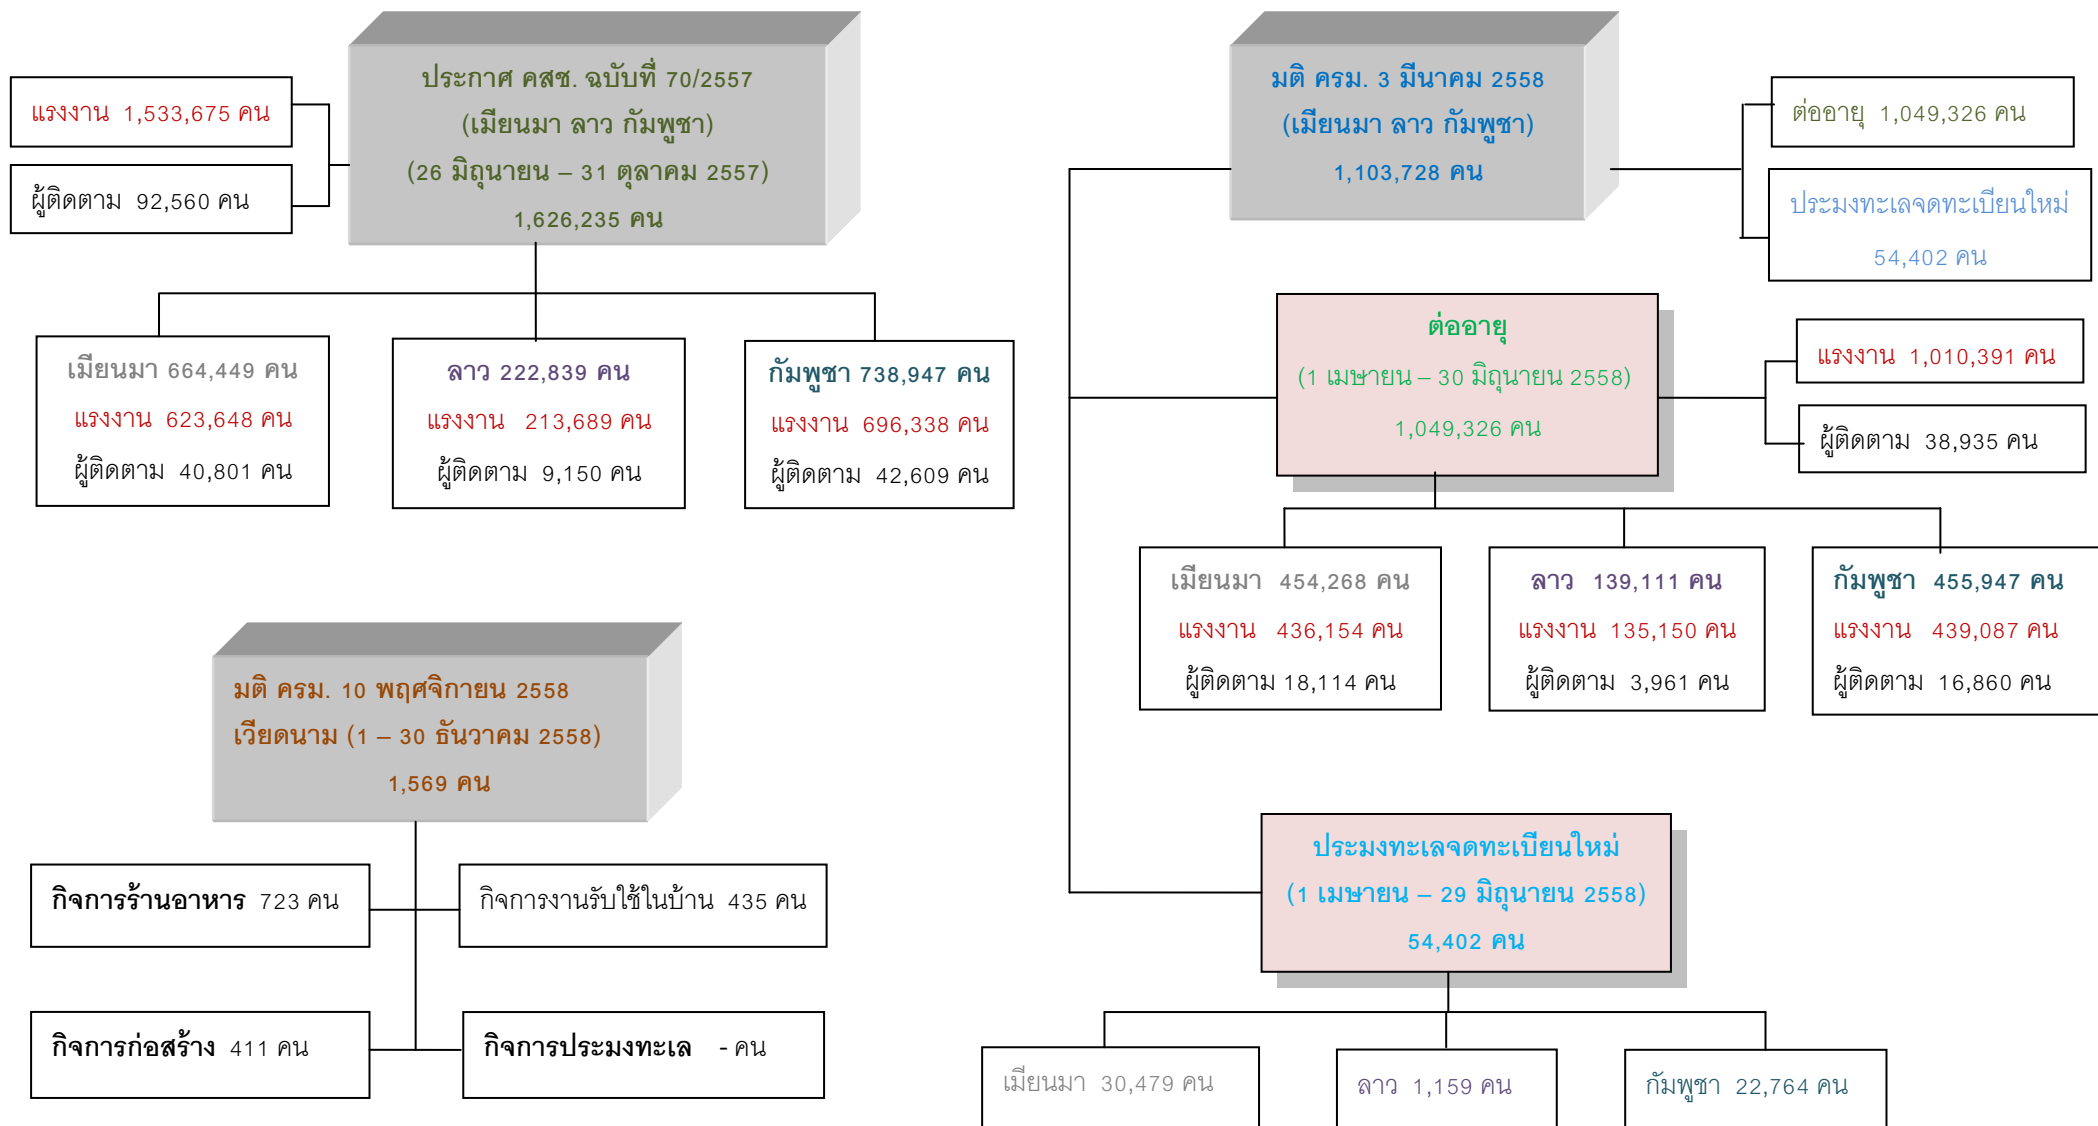 ประกาศ คสช. ฉบับที่ 70/2557
(เมียนมา ลาว กัมพูชา)
(26 มิถุนายน – 31 ตุลาคม 2557)
1,626,235 คน
แรงงาน 1,533,675 คน
ผู้ติดตาม 92,560 คน
เมียนมา 664,449 คน
แรงงาน 623,648 คน
ผู้ติดตาม 40,801 คน
ลาว 222,839 คน
แรงงาน 213,689 คน
ผู้ติดตาม 9,150 คน
กัมพูชา 738,947 คน
แรงงาน 696,338 คน
ผู้ติดตาม 42,609 คน
มติ ครม. 10 พฤศจิกายน 2558
เวียดนาม (1 – 30 ธันวาคม 2558)
1,569 คน
กิจการร้านอาหาร 723 คน
กิจการงานรับใช้ในบ้าน 435 คน
กิจการก่อสร้าง 411 คน
กิจการประมงทะเล - คน
มติ ครม. 3 มีนาคม 2558
(เมียนมา ลาว กัมพูชา)
1,103,728 คน
ต่ออายุ 1,049,326 คน
ประมงทะเลจดทะเบียนใหม่
54,402 คน
ต่ออายุ
(1 เมษายน – 30 มิถุนายน 2558)
1,049,326 คน
แรงงาน 1,010,391 คน
ผู้ติดตาม 38,935 คน
เมียนมา 454,268 คน
แรงงาน 436,154 คน
ผู้ติดตาม 18,114 คน
ลาว 139,111 คน
แรงงาน 135,150 คน
ผู้ติดตาม 3,961 คน
กัมพูชา 455,947 คน
แรงงาน 439,087 คน
ผู้ติดตาม 16,860 คน
ประมงทะเลจดทะเบียนใหม่
(1 เมษายน – 29 มิถุนายน 2558)
54,402 คน
เมียนมา 30,479 คน
ลาว 1,159 คน
กัมพูชา 22,764 คน